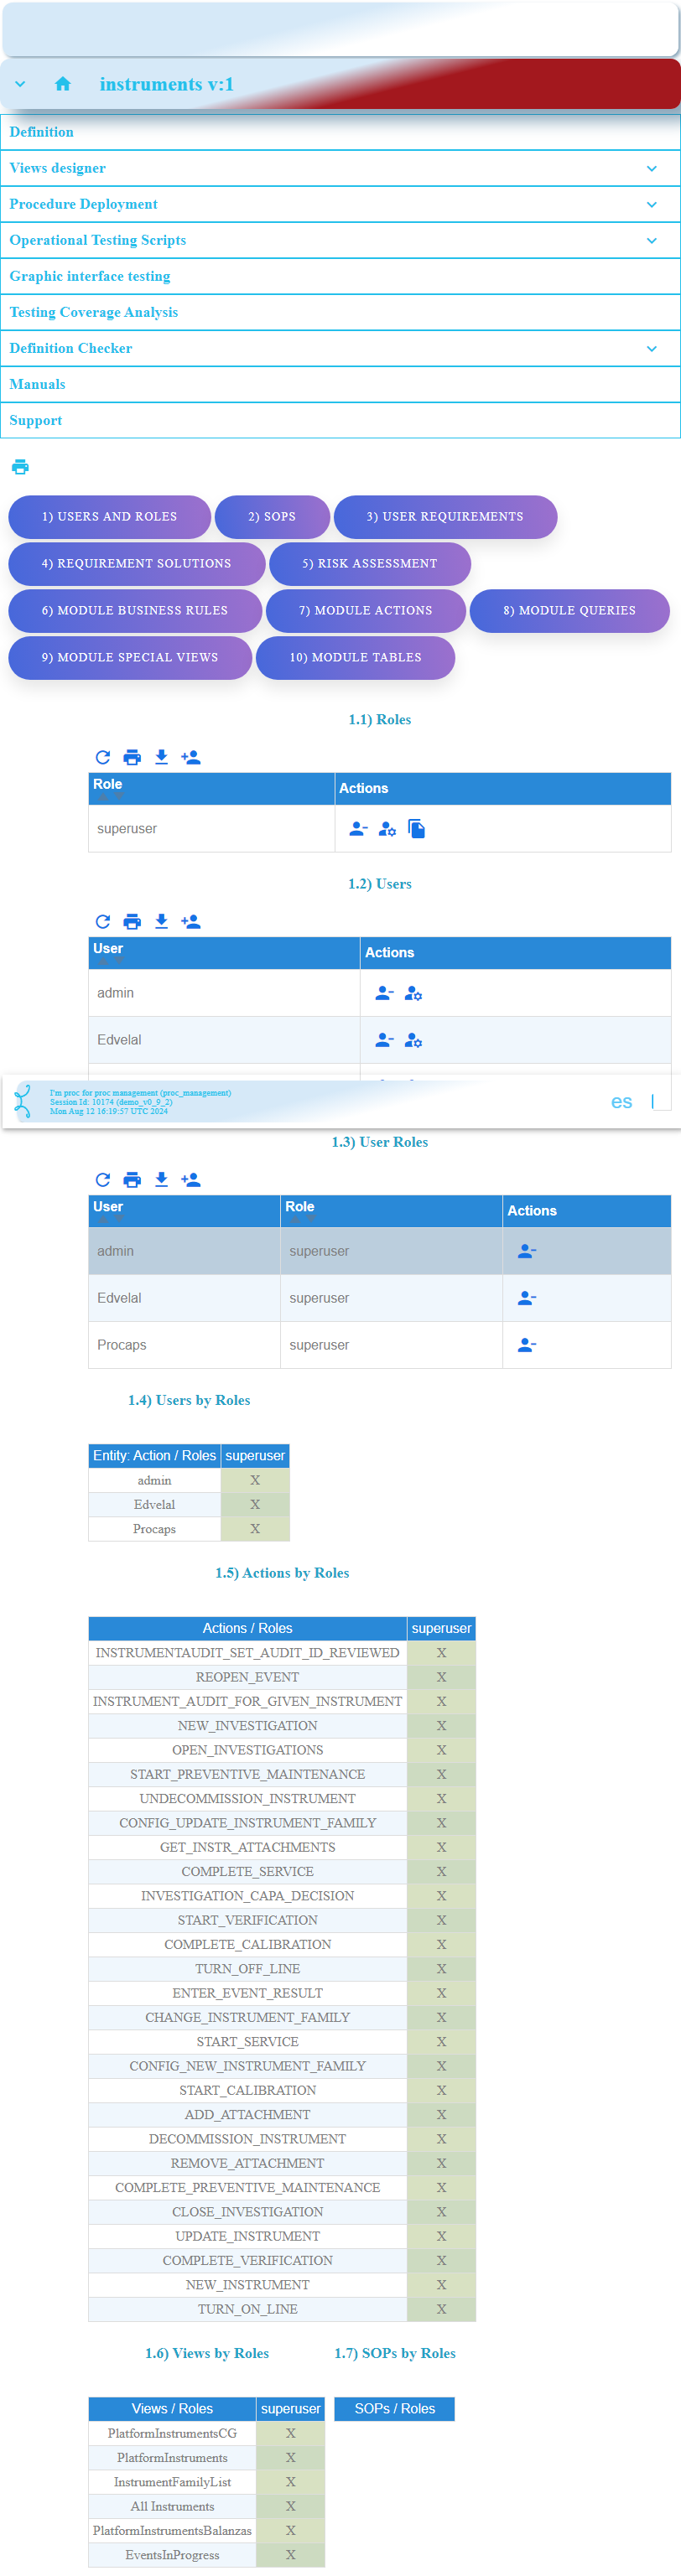 instruments v:1
Definition
Views designer
Procedure Deployment
Operational Testing Scripts
Graphic interface testing
Testing Coverage Analysis
Definition Checker
Manuals
Support
1) USERS AND ROLES 2) SOPS 3) USER REQUIREMENTS
4) REQUIREMENT SOLUTIONS 5) RISK ASSESSMENT
6) MODULE BUSINESS RULES 7) MODULE ACTIONS 8) MODULE QUERIES
9) MODULE SPECIAL VIEWS 10) MODULE TABLES
1.1) Roles
Role Actions
superuser
1.2) Users
User Actions
admin
Edvelal
I'm proc for proc management (proc_management)
Session Id: 10174 (demo_v0_9_2)
Mon Aug 12 16:19:57 UTC 2024
es
1.3) User Roles
User Role Actions
admin superuser
Edvelal superuser
Procaps superuser
1.4) Users by Roles
Entity: Action / Roles superuser
admin X
Edvelal X
Procaps X
1.5) Actions by Roles
Actions / Roles superuser
INSTRUMENTAUDIT_SET_AUDIT_ID_REVIEWED X
REOPEN_EVENT X
INSTRUMENT_AUDIT_FOR_GIVEN_INSTRUMENT X
NEW_INVESTIGATION X
OPEN_INVESTIGATIONS X
START_PREVENTIVE_MAINTENANCE X
UNDECOMMISSION_INSTRUMENT X
CONFIG_UPDATE_INSTRUMENT_FAMILY X
GET_INSTR_ATTACHMENTS X
COMPLETE_SERVICE X
INVESTIGATION_CAPA_DECISION X
START_VERIFICATION X
COMPLETE_CALIBRATION X
TURN_OFF_LINE X
ENTER_EVENT_RESULT X
CHANGE_INSTRUMENT_FAMILY X
START_SERVICE X
CONFIG_NEW_INSTRUMENT_FAMILY X
START_CALIBRATION X
ADD_ATTACHMENT X
DECOMMISSION_INSTRUMENT X
REMOVE_ATTACHMENT X
COMPLETE_PREVENTIVE_MAINTENANCE X
CLOSE_INVESTIGATION X
UPDATE_INSTRUMENT X
COMPLETE_VERIFICATION X
NEW_INSTRUMENT X
TURN_ON_LINE X
1.6) Views by Roles 1.7) SOPs by Roles
Views / Roles superuser SOPs / Roles
PlatformInstrumentsCG X
PlatformInstruments X
InstrumentFamilyList X
All Instruments X
PlatformInstrumentsBalanzas X
EventsInProgress X